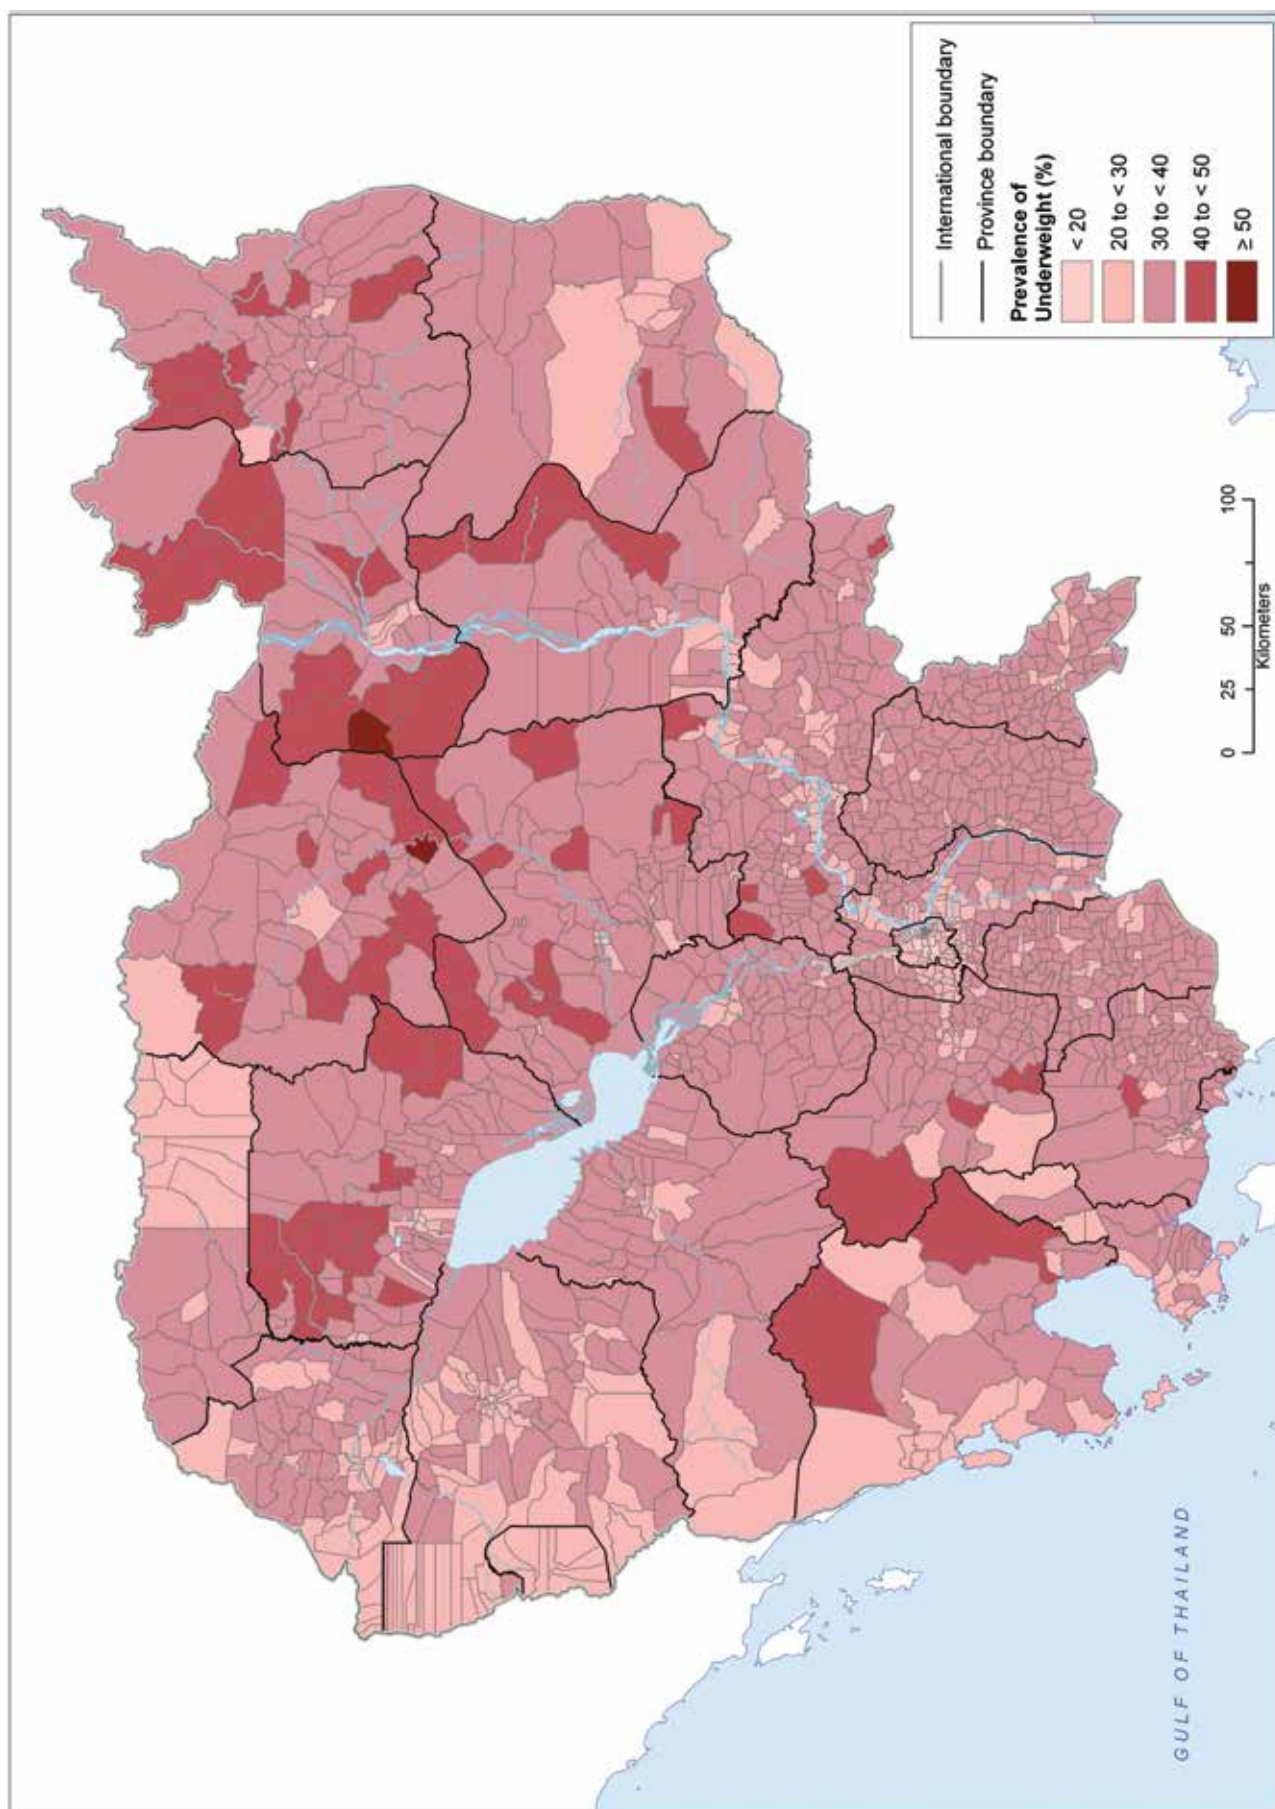 International boundary
Province boundary
Prevalence of
Underweight (%)
< 20
20 to < 30
30 to < 40
40 to < 50
≥ 50
0 25 50 100
Kilometers
GULF OF THAILAND